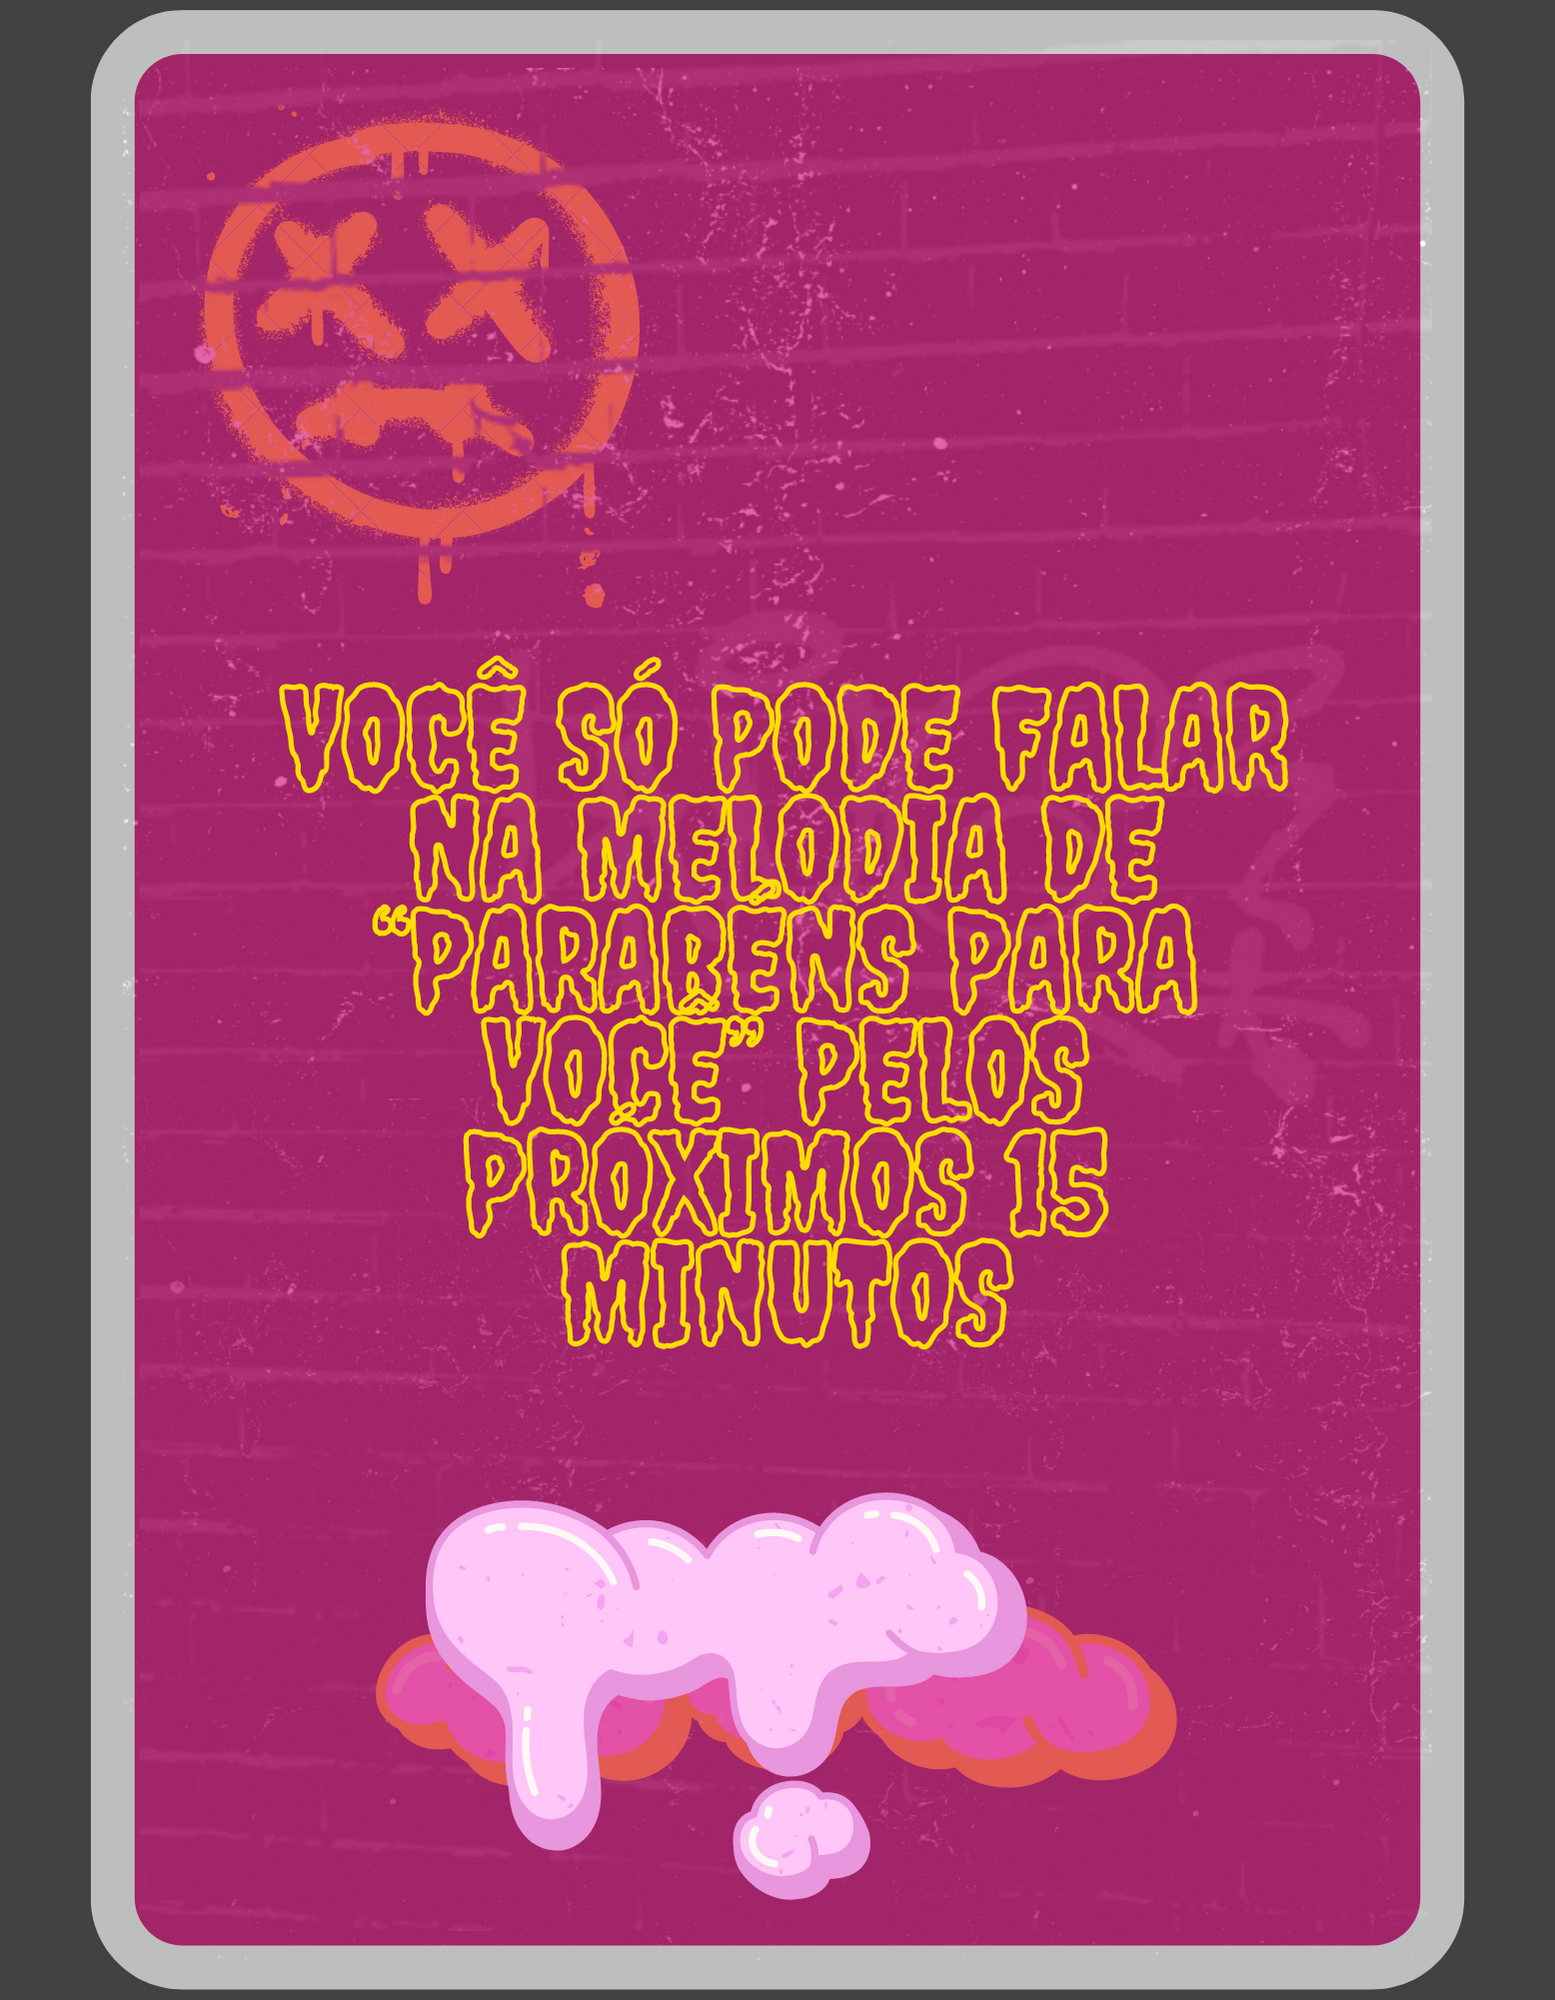 VOCÊ SÓ PODE FALAR
NA MELODIA DE
“PARABÉNS PARA
VOCÊ” PELOS
PRÓXIMOS 15
MINUTOS